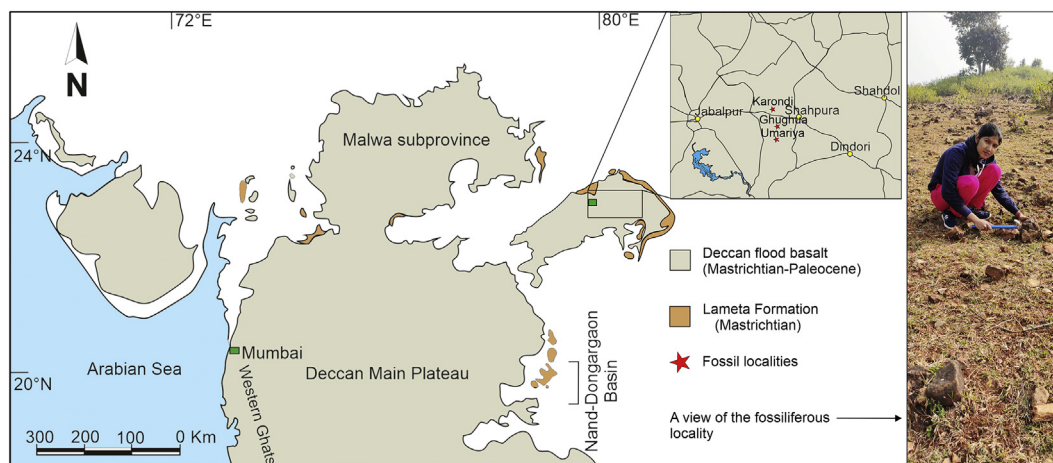 72°E
80°E
N
24°N
20°N
Malwa subprovince
Jabalpur
Karondi
Ghughua
Umariya
Shahpura
Shahdol
Dindori
Deccan flood basalt
(Mastrichtian-Paleocene)
Lameta Formation
(Mastrichtian)
Fossil localities
A view of the fossiliferous
locality
Mumbai
Arabian Sea
Western Ghats
Deccan Main Plateau
Nand-Dongargaon
Basin
300 200 100 0 Km